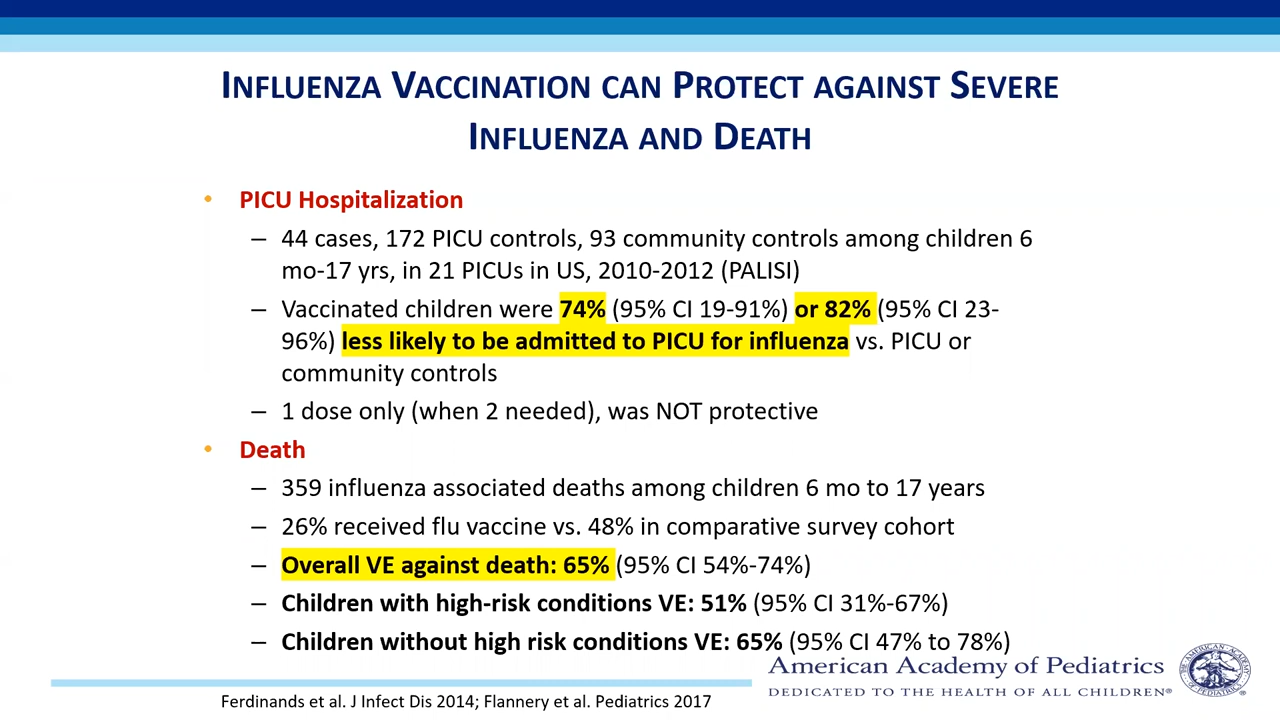 Influenza Vaccination can Protect against Severe
Influenza and Death
• PICU Hospitalization
– 44 cases, 172 PICU controls, 93 community controls among children 6
mo-17 yrs, in 21 PICUs in US, 2010-2012 (PALISI)
– Vaccinated children were 74% (95% CI 19-91%) or 82% (95% CI 23-
96%) less likely to be admitted to PICU for influenza vs. PICU or
community controls
– 1 dose only (when 2 needed), was NOT protective
• Death
– 359 influenza associated deaths among children 6 mo to 17 years
– 26% received flu vaccine vs. 48% in comparative survey cohort
– Overall VE against death: 65% (95% CI 54%-74%)
– Children with high-risk conditions VE: 51% (95% CI 31%-67%)
– Children without high risk conditions VE: 65% (95% CI 47% to 78%)
American Academy of Pediatrics
DEDICATED TO THE HEALTH OF ALL CHILDREN®
Ferdinands et al. J Infect Dis 2014; Flannery et al. Pediatrics 2017